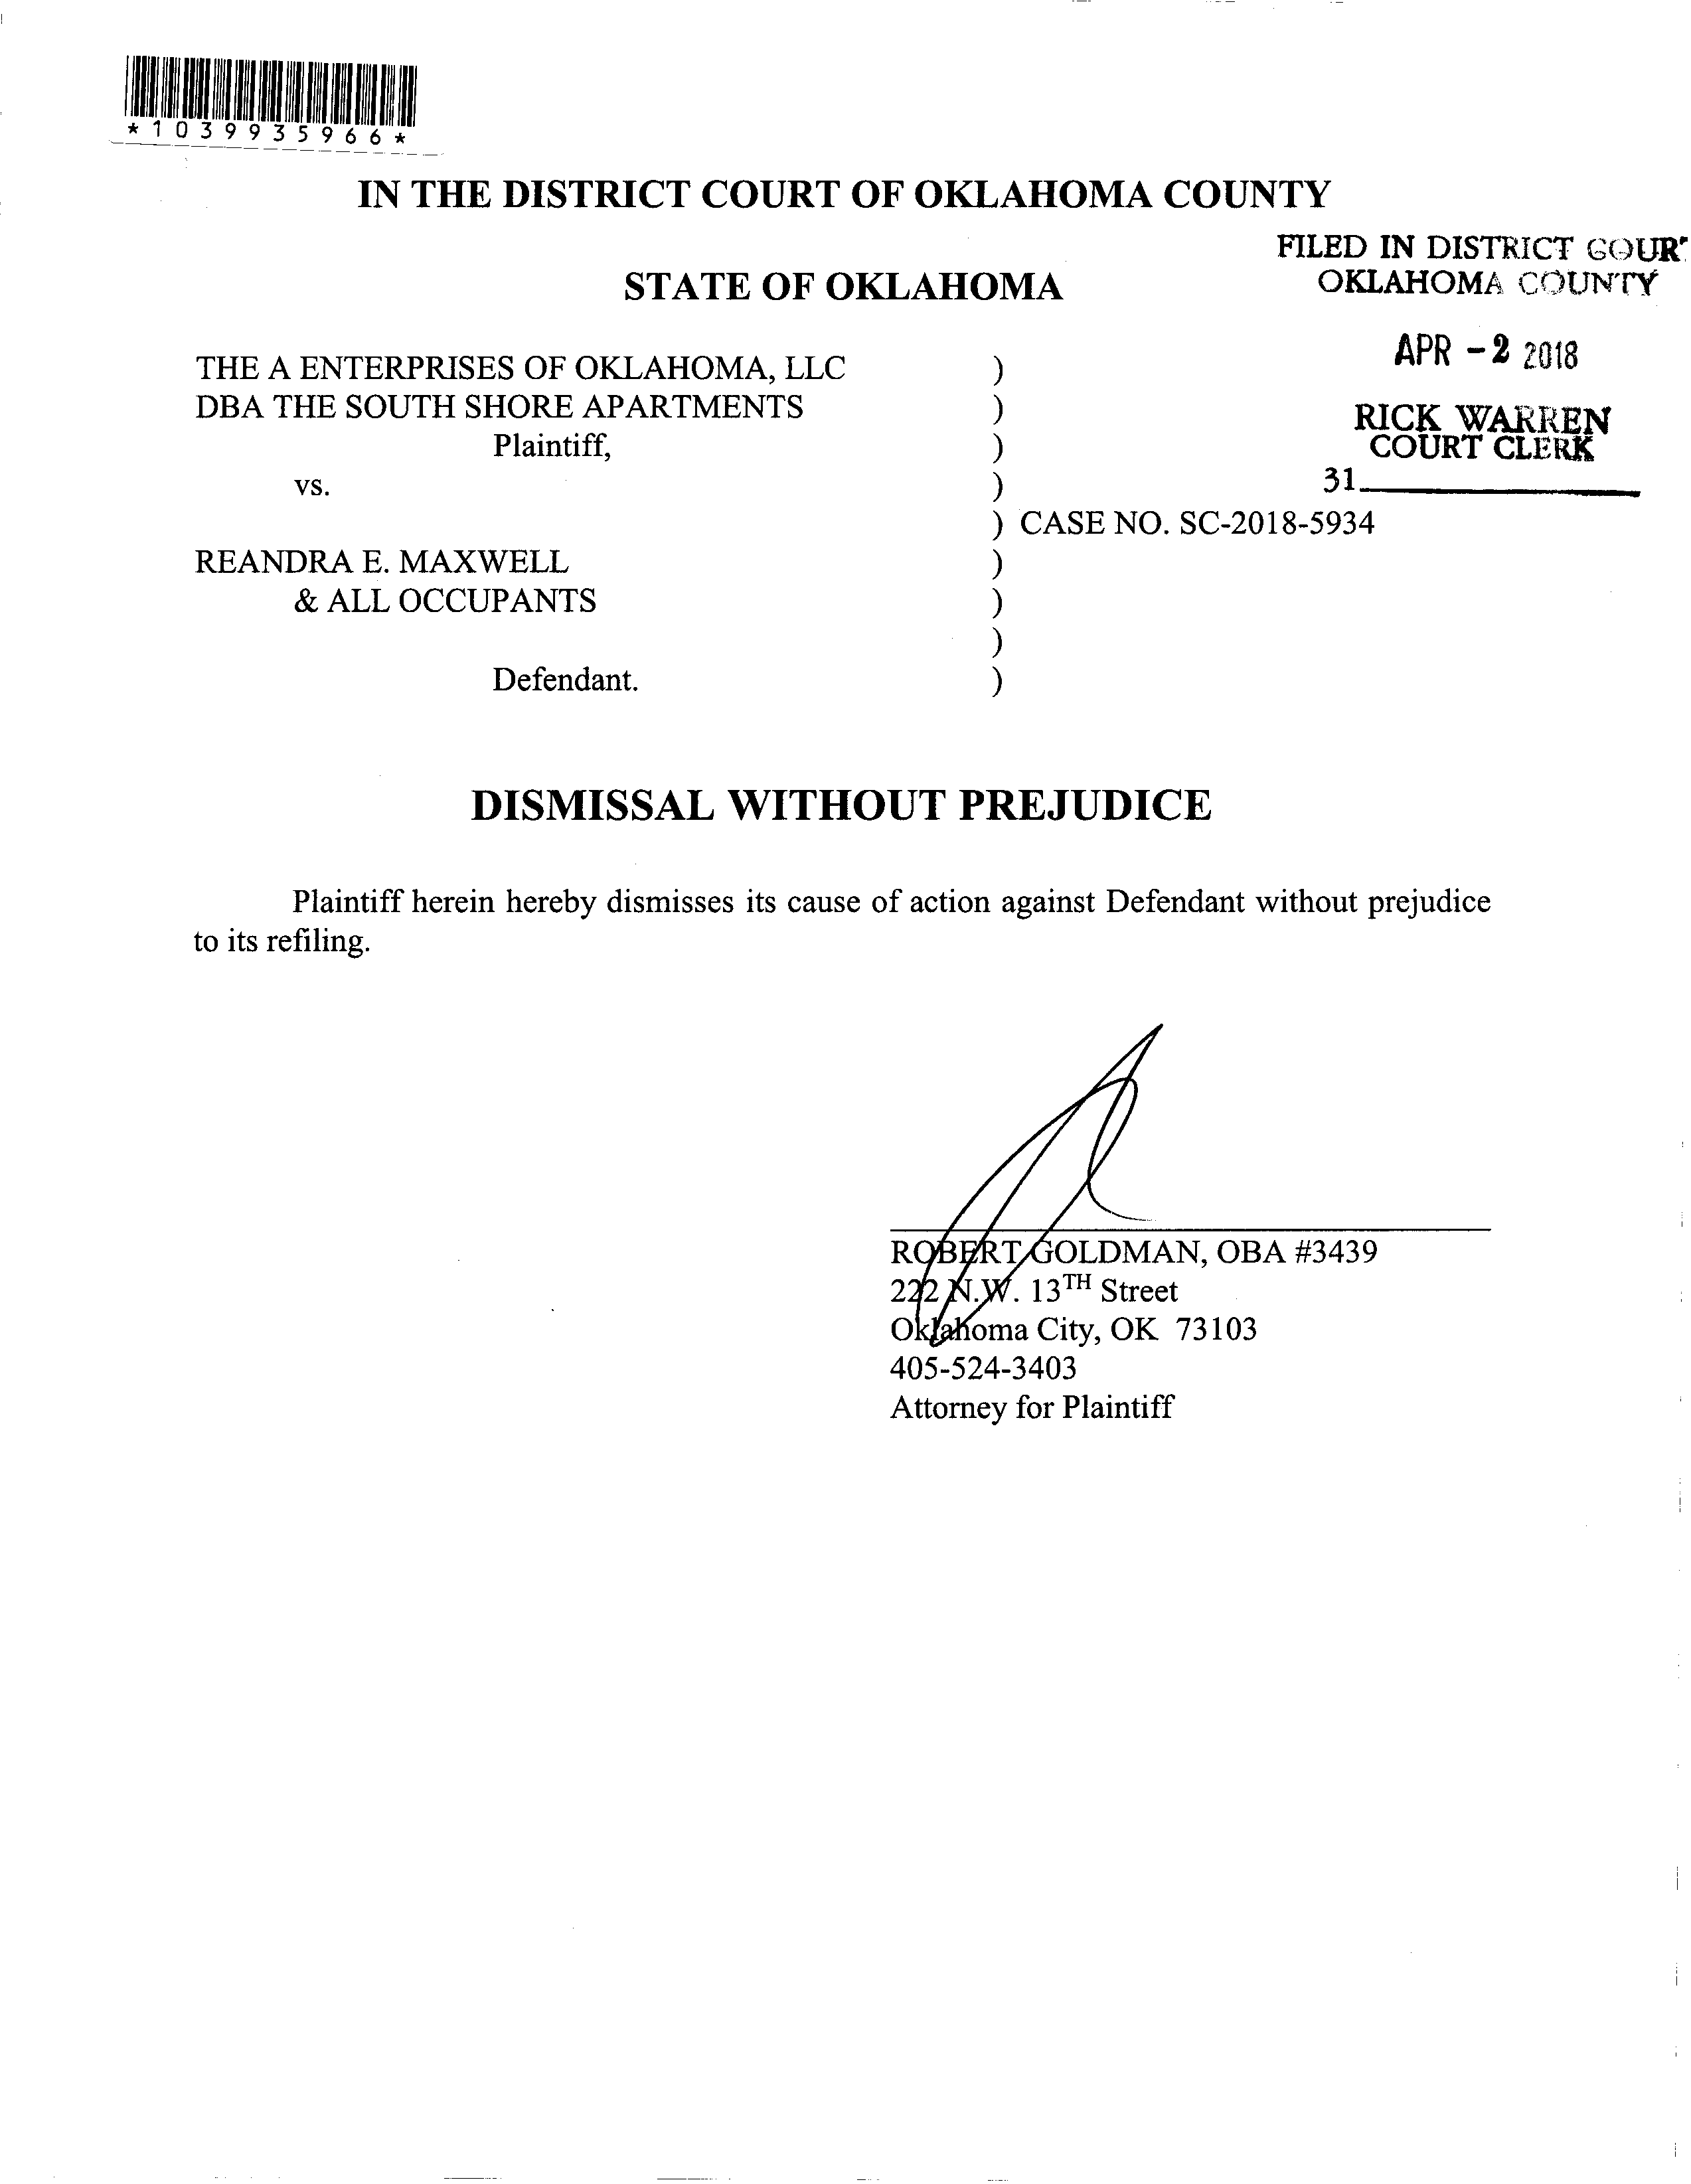 *1039935966*
IN THE DISTRICT COURT OF OKLAHOMA COUNTY
STATE OF OKLAHOMA
FILED IN DISTRICT COURT
OKLAHOMA COUNTY
APR -2 2018
RICK WARREN
COURT CLERK
31
THE A ENTERPRISES OF OKLAHOMA, LLC )
DBA THE SOUTH SHORE APARTMENTS )
Plaintiff, )
vs. )
) CASE NO. SC-2018-5934
REANDRA E. MAXWELL )
& ALL OCCUPANTS )
)
Defendant. )
DISMISSAL WITHOUT PREJUDICE
Plaintiff herein hereby dismisses its cause of action against Defendant without prejudice
to its refiling.
ROBERT GOLDMAN, OBA #3439
222 N.W. 13TH Street
Oklahoma City, OK 73103
405-524-3403
Attorney for Plaintiff